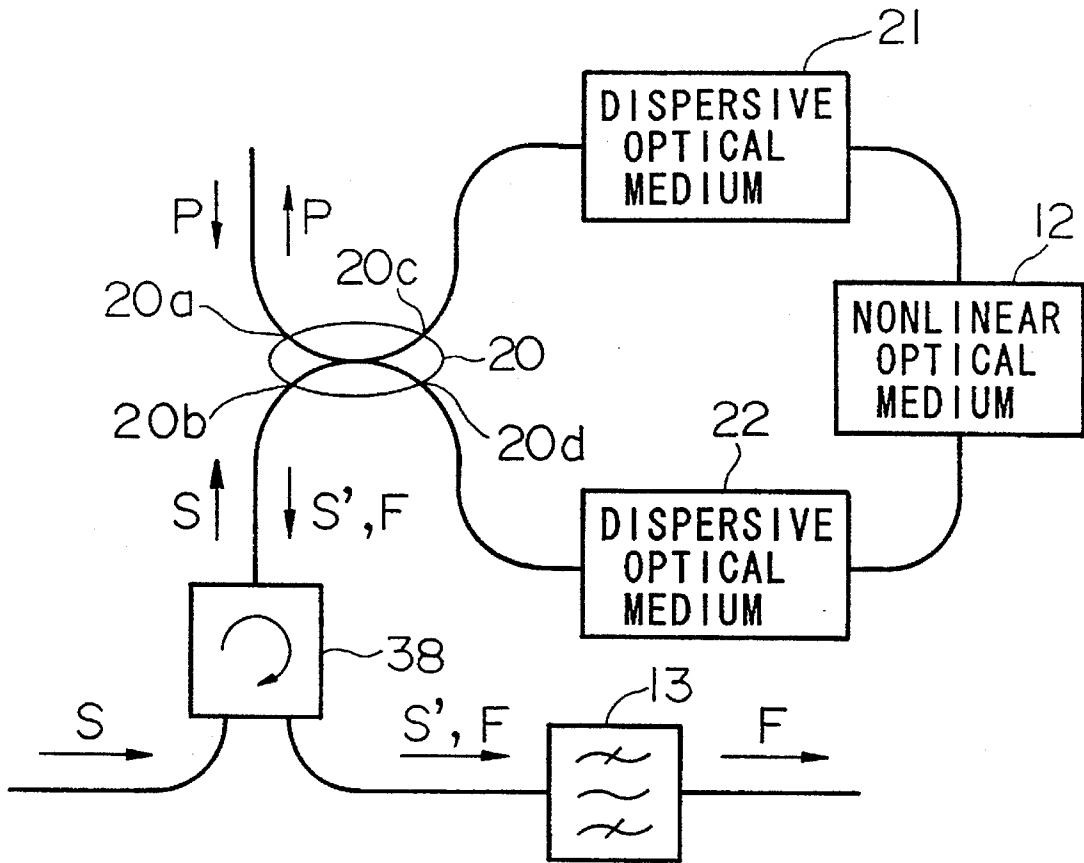 21
DISPERSIVE
OPTICAL
MEDIUM
P
P
20c
12
20a
20
NONLINEAR
OPTICAL
MEDIUM
20b
20d
22
S
S', F
DISPERSIVE
OPTICAL
MEDIUM
38
13
S
S', F
F